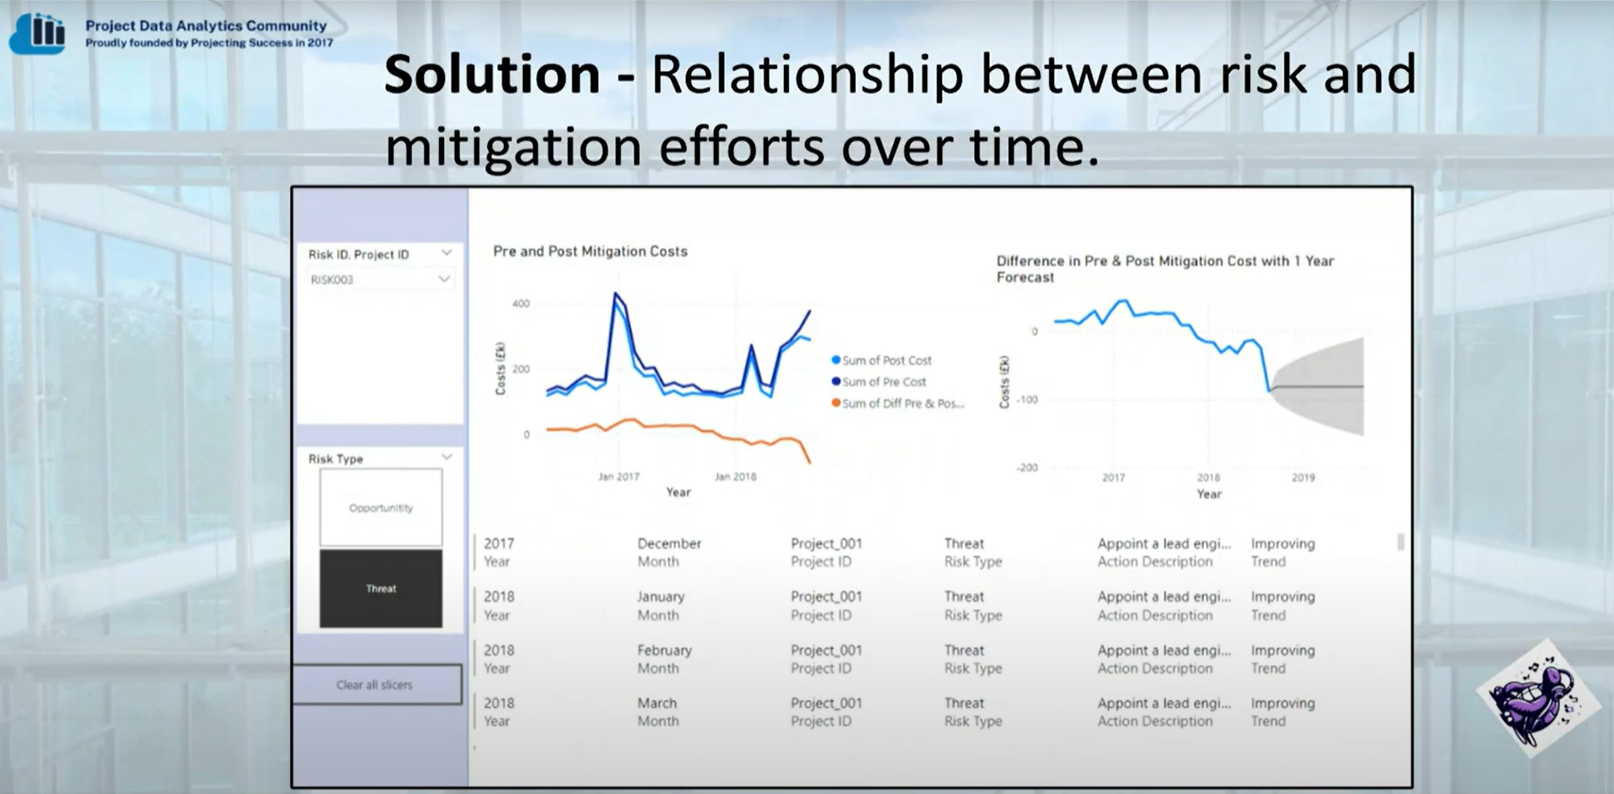 Project Data Analytics Community
Proudly founded by Projecting Success in 2017
Solution - Relationship between risk and
mitigation efforts over time.
Risk ID, Project ID
RISK003
Risk Type
Opportunitity
Threat
Clear all slicers
Pre and Post Mitigation Costs
Costs (£k)
400
200
0
Jan 2017
Jan 2018
Year
Sum of Post Cost
Sum of Pre Cost
Sum of Diff Pre & Pos...
Difference in Pre & Post Mitigation Cost with 1 Year
Forecast
Costs (£k)
0
-100
-200
2017
2018
2019
Year
2017 December Project_001 Threat Appoint a lead engi... Improving
Year Month Project ID Risk Type Action Description Trend
2018 January Project_001 Threat Appoint a lead engi... Improving
Year Month Project ID Risk Type Action Description Trend
2018 February Project_001 Threat Appoint a lead engi... Improving
Year Month Project ID Risk Type Action Description Trend
2018 March Project_001 Threat Appoint a lead engi... Improving
Year Month Project ID Risk Type Action Description Trend